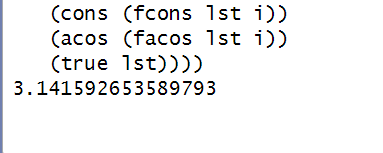 (cons (fcons lst i))
(acos (facos lst i))
(true lst))))
3.141592653589793